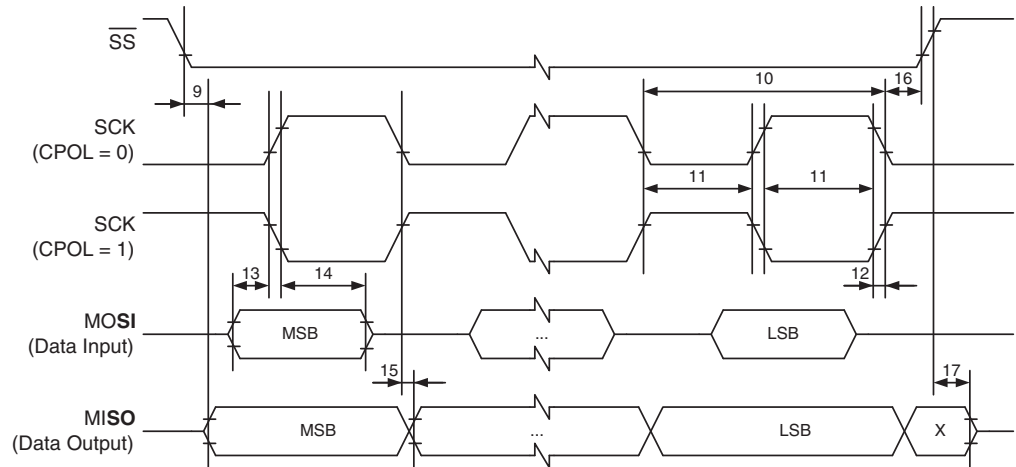 SS
10
16
9
SCK
(CPOL = 0)
11
11
SCK
(CPOL = 1)
13
14
12
MOSI
(Data Input)
MSB
...
LSB
15
17
MISO
(Data Output)
MSB
...
LSB
X